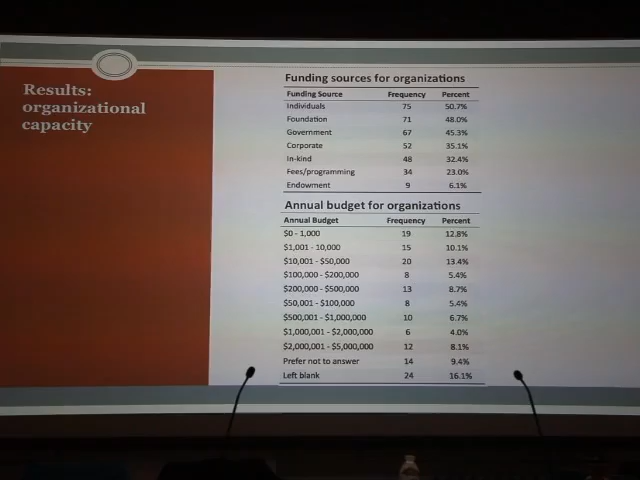 Results:
organizational
capacity
Funding sources for organizations
Funding Source Frequency Percent
Individuals 75 50.7%
Foundation 71 48.0%
Government 67 45.3%
Corporate 52 35.1%
In-kind 48 32.4%
Fees/programming 34 23.0%
Endowment 9 6.1%
Annual budget for organizations
Annual Budget Frequency Percent
$0 - 1,000 19 12.8%
$1,001 - 10,000 15 10.1%
$10,001 - $50,000 20 13.4%
$100,000 - $200,000 8 5.4%
$200,000 - $500,000 13 8.7%
$50,001 - $100,000 8 5.4%
$500,001 - $1,000,000 10 6.7%
$1,000,001 - $2,000,000 6 4.0%
$2,000,001 - $5,000,000 12 8.1%
Prefer not to answer 14 9.4%
Left blank 24 16.1%